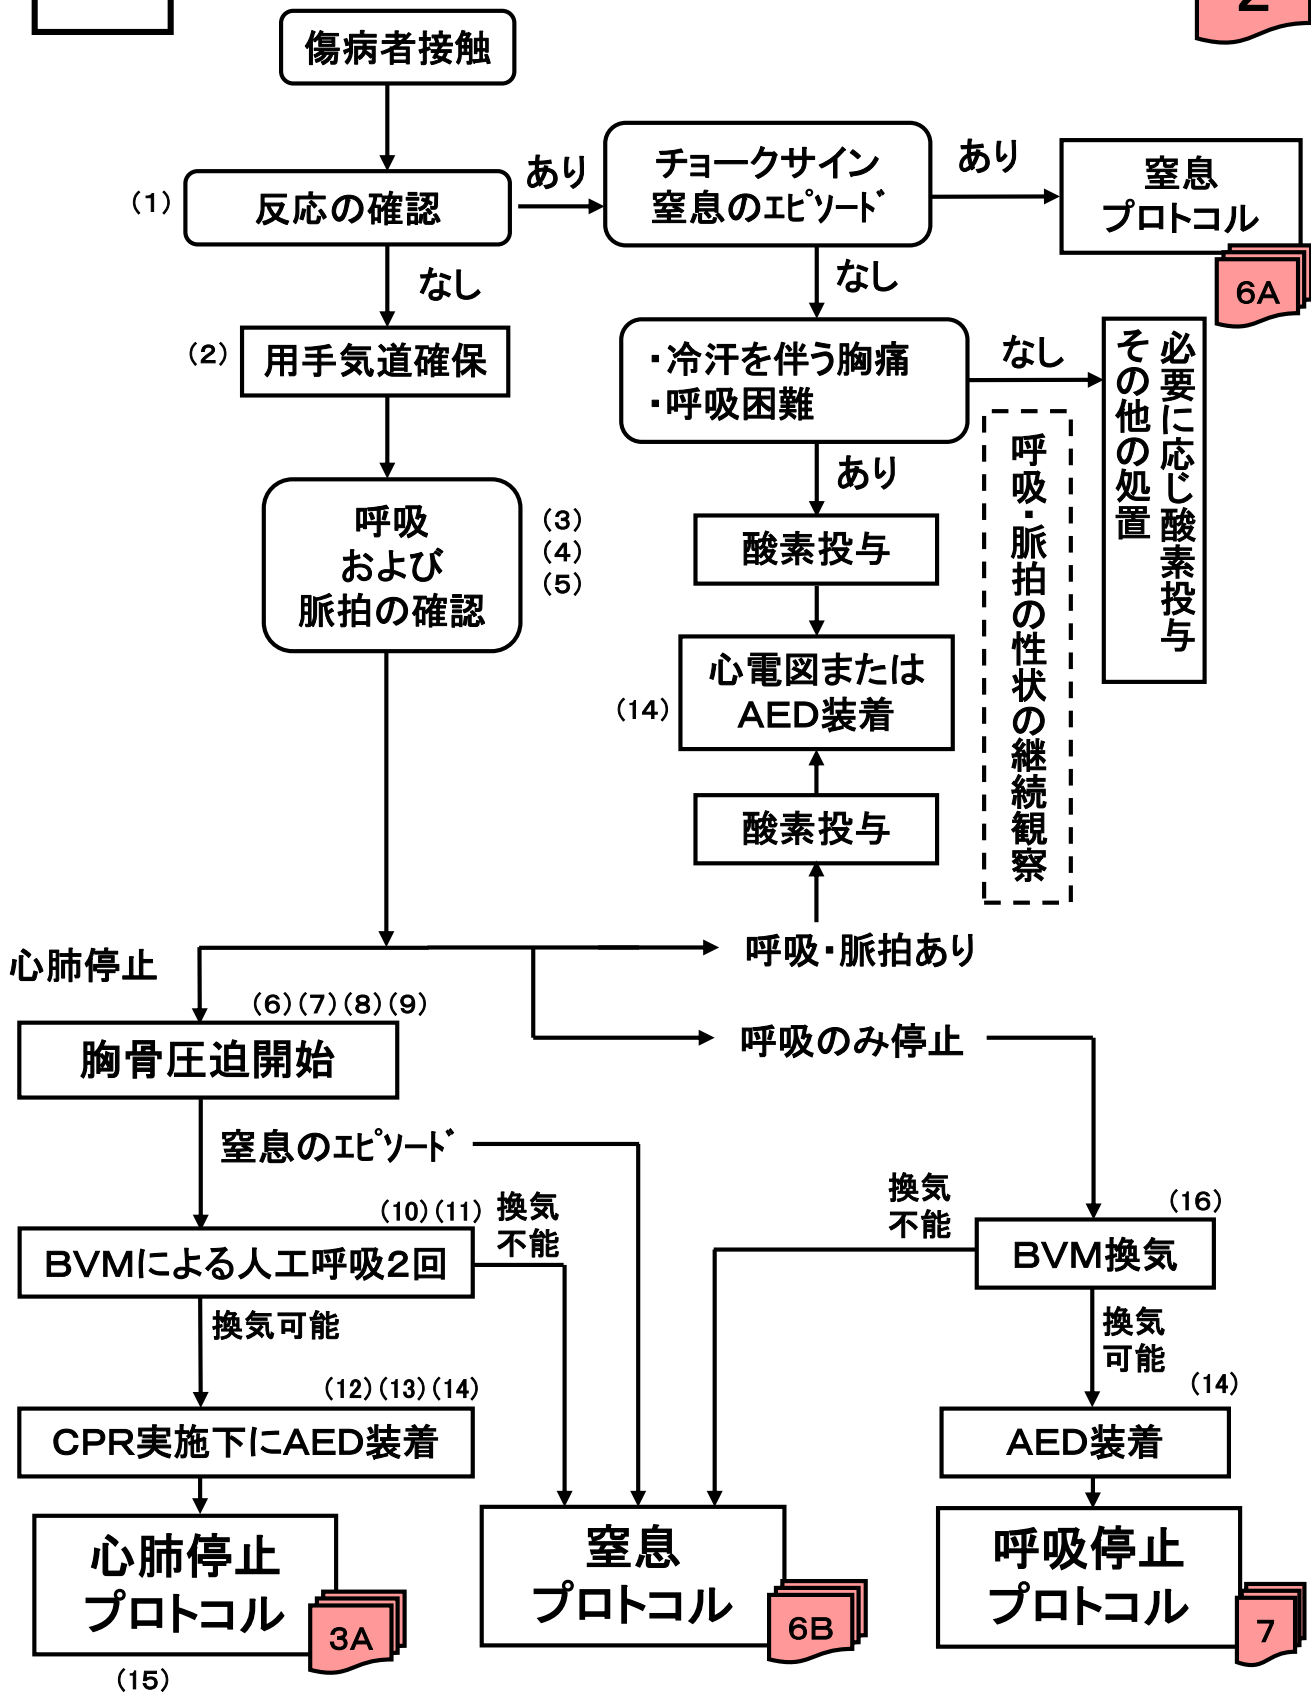 2
傷病者接触
(1)
反応の確認
あり
チョークサイン
窒息のｴﾋﾟｿｰﾄﾞ
あり
窒息
プロトコル
6A
なし
なし
(2)
用手気道確保
・冷汗を伴う胸痛
・呼吸困難
なし
必要に応じ酸素投与
その他の処置
呼吸・脈拍の性状の継続観察
あり
呼吸
および
脈拍の確認
(3)
(4)
(5)
酸素投与
(14)
心電図または
AED装着
酸素投与
心肺停止
呼吸・脈拍あり
(6)(7)(8)(9)
胸骨圧迫開始
呼吸のみ停止
窒息のｴﾋﾟｿｰﾄﾞ
(10)(11)
換気
不能
換気
不能
(16)
BVMによる人工呼吸2回
BVM換気
換気可能
換気
可能
(12)(13)(14)
(14)
CPR実施下にAED装着
AED装着
心肺停止
プロトコル
3A
(15)
窒息
プロトコル
6B
呼吸停止
プロトコル
7